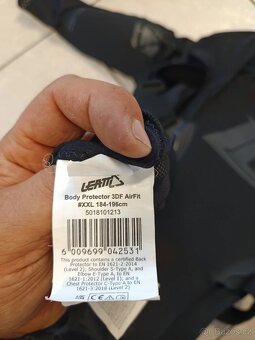 LEATT
Body Protector 3DF AirFit
#XXL 184-196cm
5018101213
6 009699 042531
This product contains a certified Back
Protector to EN 1621-2:2014
(Level 2); Shoulder S-Type A, and
Elbow E-Type A, to EN
1621-1:2012 (Level 1); and a
Chest Protector C-Type A to EN
1621-3:2018 (Level 2)
CE